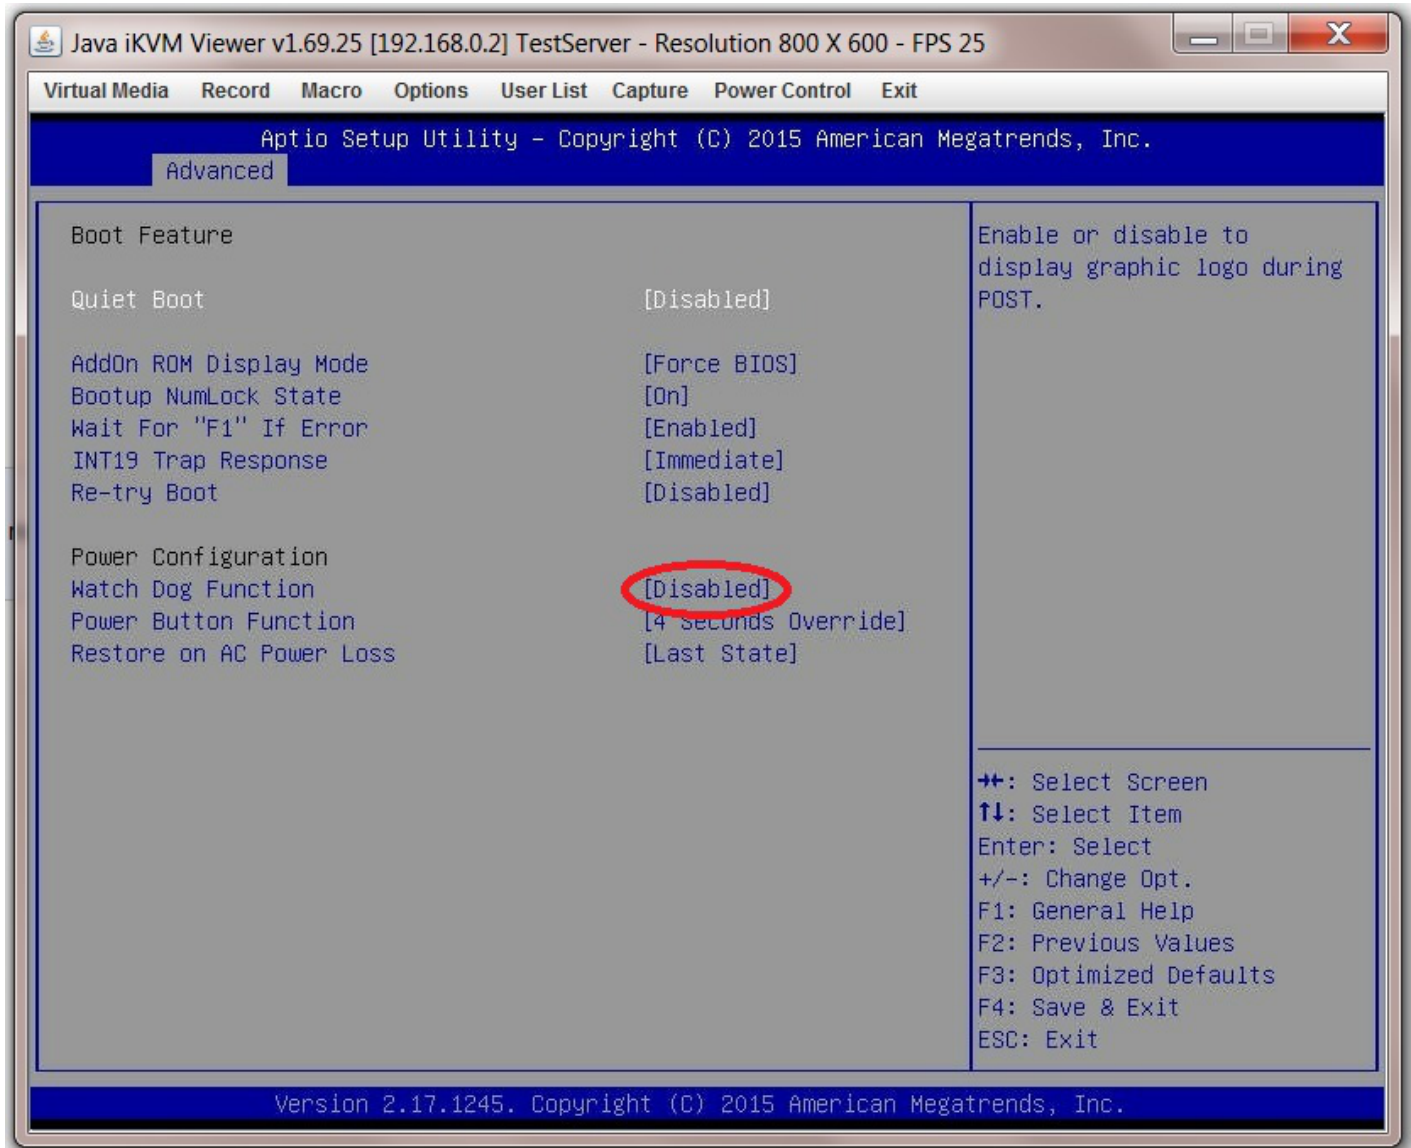 Java iKVM Viewer v1.69.25 [192.168.0.2] TestServer - Resolution 800 X 600 - FPS 25
Virtual Media Record Macro Options User List Capture Power Control Exit
Aptio Setup Utility - Copyright (C) 2015 American Megatrends, Inc.
Advanced
Boot Feature
Quiet Boot [Disabled]
AddOn ROM Display Mode [Force BIOS]
Bootup NumLock State [On]
Wait For "F1" If Error [Enabled]
INT19 Trap Response [Immediate]
Re-try Boot [Disabled]
Power Configuration
Watch Dog Function [Disabled]
Power Button Function [4 Seconds Override]
Restore on AC Power Loss [Last State]
Enable or disable to
display graphic logo during
POST.
→←: Select Screen
↑↓: Select Item
Enter: Select
+/-: Change Opt.
F1: General Help
F2: Previous Values
F3: Optimized Defaults
F4: Save & Exit
ESC: Exit
Version 2.17.1245. Copyright (C) 2015 American Megatrends, Inc.